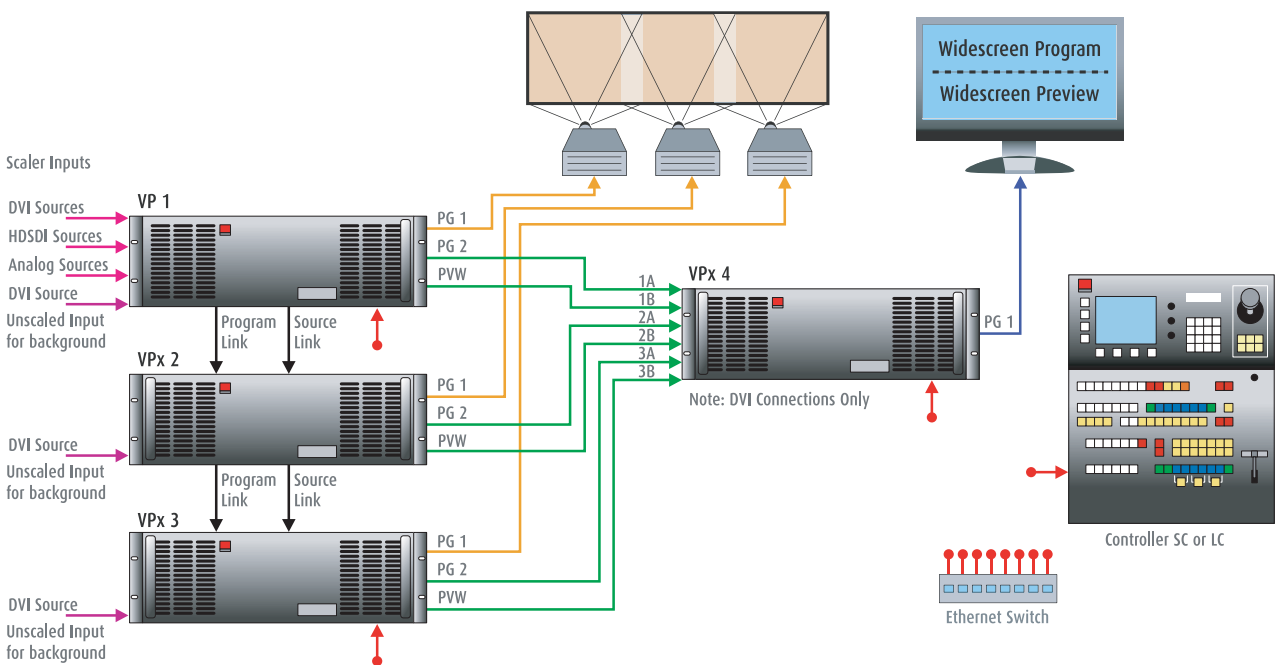 Widescreen Program
Widescreen Preview
Scaler Inputs
DVI Sources
HDSDI Sources
Analog Sources
DVI Source
Unscaled Input
for background
VP 1
PG 1
PG 2
PVW
Program
Link
Source
Link
1A
1B
2A
2B
3A
3B
VPx 4
PG 1
Note: DVI Connections Only
VPx 2
PG 1
PG 2
PVW
DVI Source
Unscaled Input
for background
Program
Link
Source
Link
VPx 3
PG 1
PG 2
PVW
DVI Source
Unscaled Input
for background
Controller SC or LC
Ethernet Switch